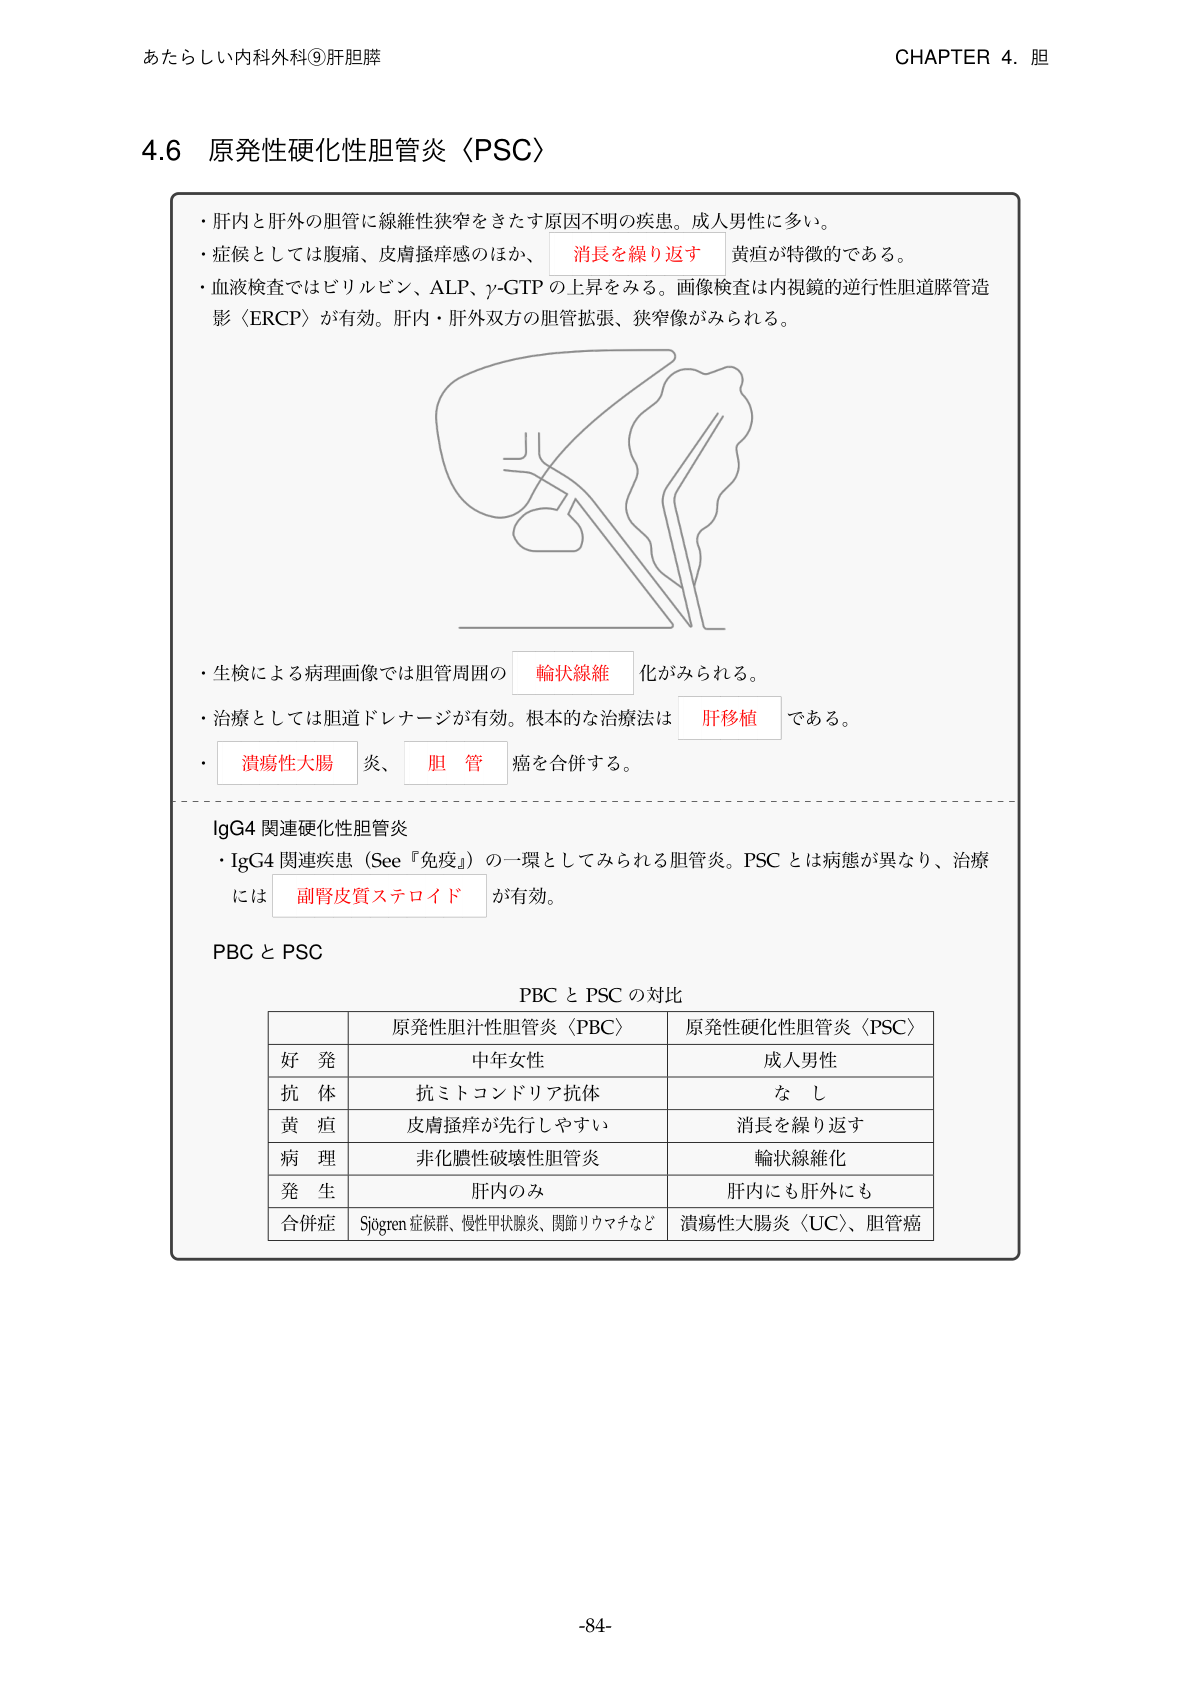 あたらしい内科外科⑨肝胆膵
CHAPTER 4. 胆
4.6 原発性硬化性胆管炎〈PSC〉
・肝内と肝外の胆管に線維性狭窄をきたす原因不明の疾患。成人男性に多い。
・症候としては腹痛、皮膚掻痒感のほか、 消長を繰り返す 黄疸が特徴的である。
・血液検査ではビリルビン、ALP、γ-GTP の上昇をみる。画像検査は内視鏡的逆行性胆道膵管造
影〈ERCP〉が有効。肝内・肝外双方の胆管拡張、狭窄像がみられる。
・生検による病理画像では胆管周囲の 輪状線維 化がみられる。
・治療としては胆道ドレナージが有効。根本的な治療法は 肝移植 である。
・ 潰瘍性大腸 炎、 胆 管 癌を合併する。
IgG4 関連硬化性胆管炎
・IgG4 関連疾患（See『免疫』）の一環としてみられる胆管炎。PSC とは病態が異なり、治療
には 副腎皮質ステロイド が有効。
PBC と PSC
PBC と PSC の対比
原発性胆汁性胆管炎〈PBC〉 原発性硬化性胆管炎〈PSC〉
好 発 中年女性 成人男性
抗 体 抗ミトコンドリア抗体 な し
黄 疸 皮膚掻痒が先行しやすい 消長を繰り返す
病 理 非化膿性破壊性胆管炎 輪状線維化
発 生 肝内のみ 肝内にも肝外にも
合併症 Sjögren 症候群、慢性甲状腺炎、関節リウマチなど 潰瘍性大腸炎〈UC〉、胆管癌
-84-